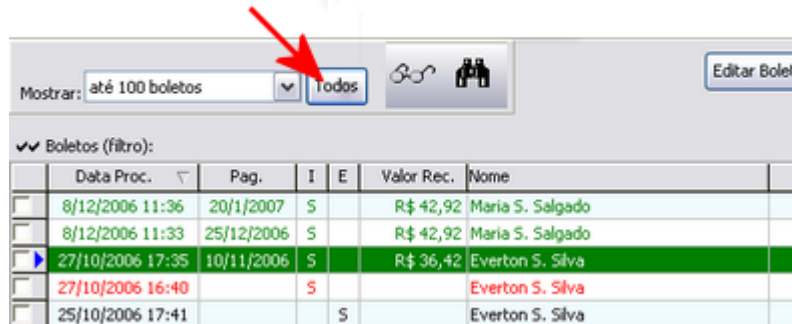 Mostrar: até 100 boletos Todos Editar Bolet
Boletos (filtro):
Data Proc. Pag. I E Valor Rec. Nome
8/12/2006 11:36 20/1/2007 S R$ 42,92 Maria S. Salgado
8/12/2006 11:33 25/12/2006 S R$ 42,92 Maria S. Salgado
27/10/2006 17:35 10/11/2006 S R$ 36,42 Everton S. Silva
27/10/2006 16:40 S Everton S. Silva
25/10/2006 17:41 S Everton S. Silva